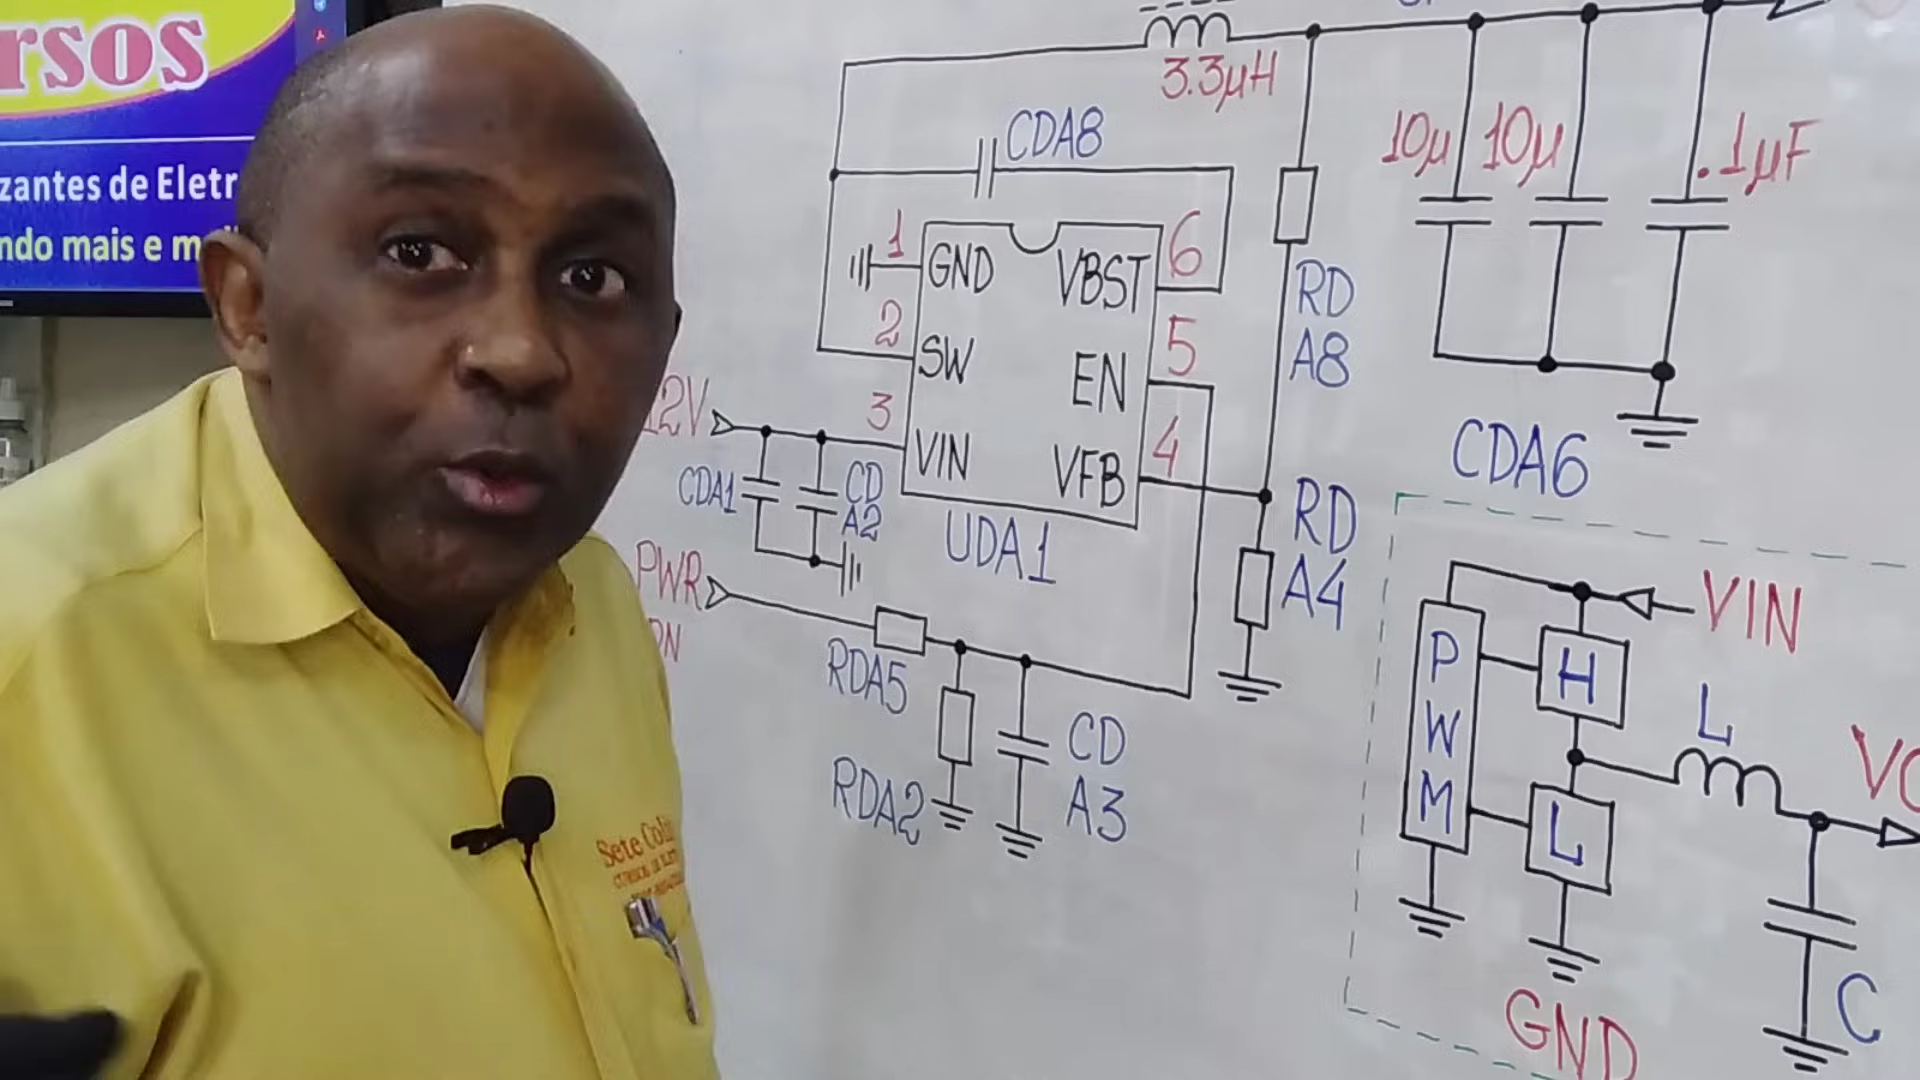 rsos
zantes de Eletr
ndo mais e m
3.3µH
CDA8
10µ
10µ
.1µF
1
GND
VBST
6
2
SW
EN
5
3
VIN
VFB
4
12V
CDA1
CD
A2
UDA1
RD
A8
RD
A4
CDA6
PWR
ON
RDA5
RDA2
CD
A3
VIN
PWM
H
L
L
C
GND
Sete